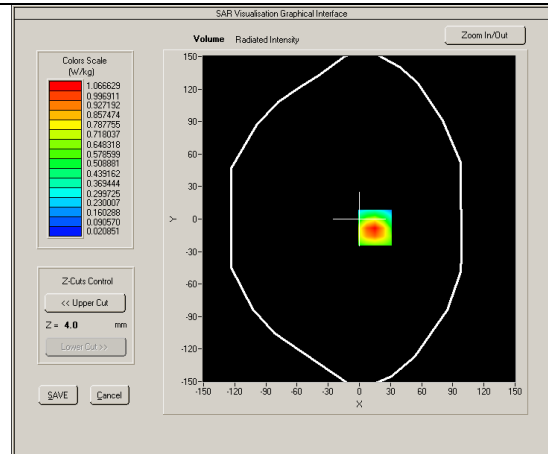 SAR Visualisation Graphical Interface
Volume Radiated Intensity
Zoom In/Out
Colors Scale
(W/kg)
1.066629
0.996911
0.927192
0.857474
0.787755
0.718037
0.648318
0.578599
0.508881
0.439162
0.369444
0.299725
0.230007
0.160288
0.090570
0.020851
Z-Cuts Control
<< Upper Cut
Z = 4.0 mm
Lower Cut >>
SAVE Cancel
150
120
90
60
30
0
-30
-60
-90
-120
-150
Y
-150 -120 -90 -60 -30 0 30 60 90 120 150
X